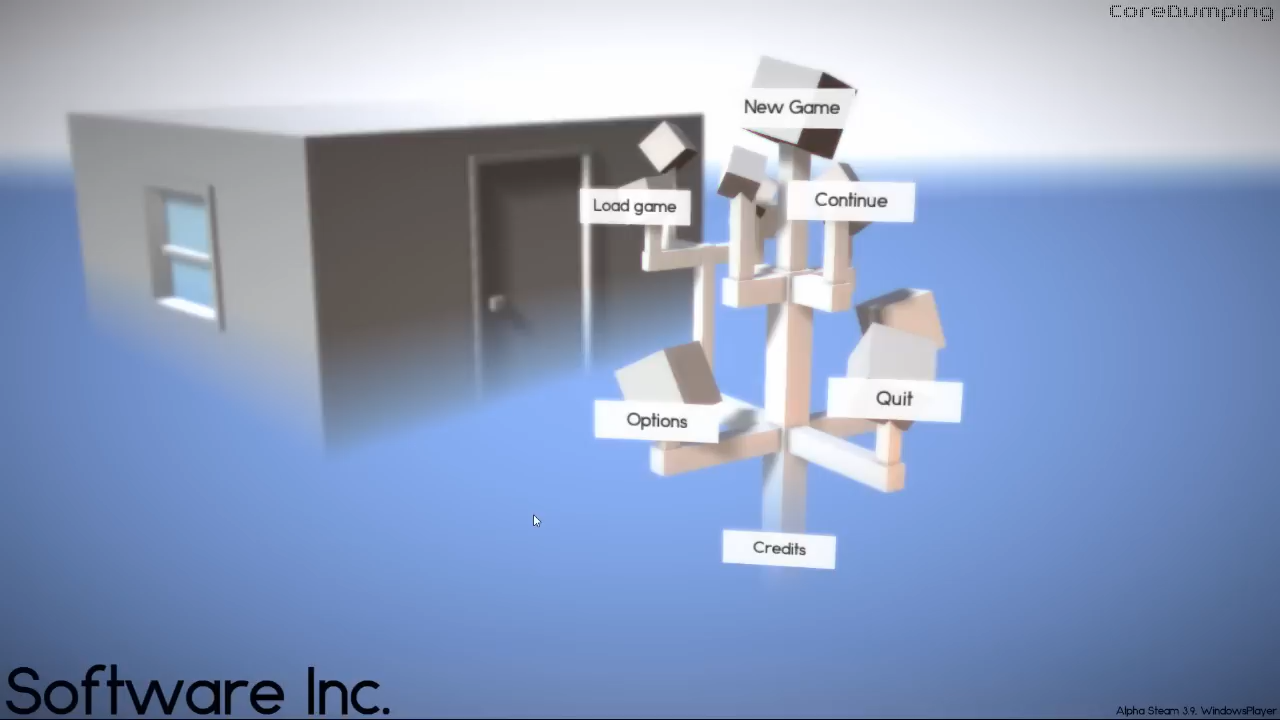 CoreDumping
New Game
Continue
Load game
Quit
Options
Credits
Software Inc.
Alpha Steam 3.9. WindowsPlayer